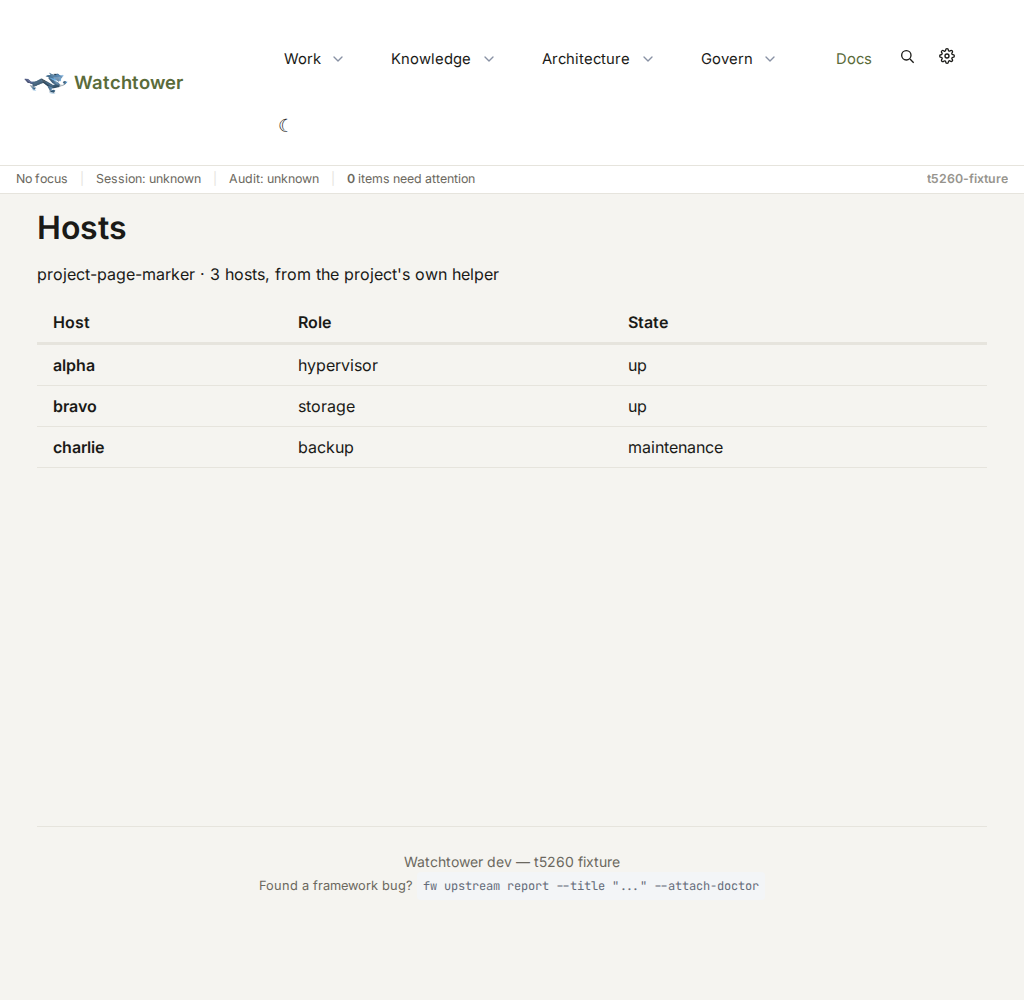 Watchtower
Work Knowledge Architecture Govern Docs
No focus Session: unknown Audit: unknown 0 items need attention t5260-fixture
Hosts
project-page-marker · 3 hosts, from the project's own helper
Host Role State
alpha hypervisor up
bravo storage up
charlie backup maintenance
Watchtower dev — t5260 fixture
Found a framework bug? fw upstream report --title "..." --attach-doctor